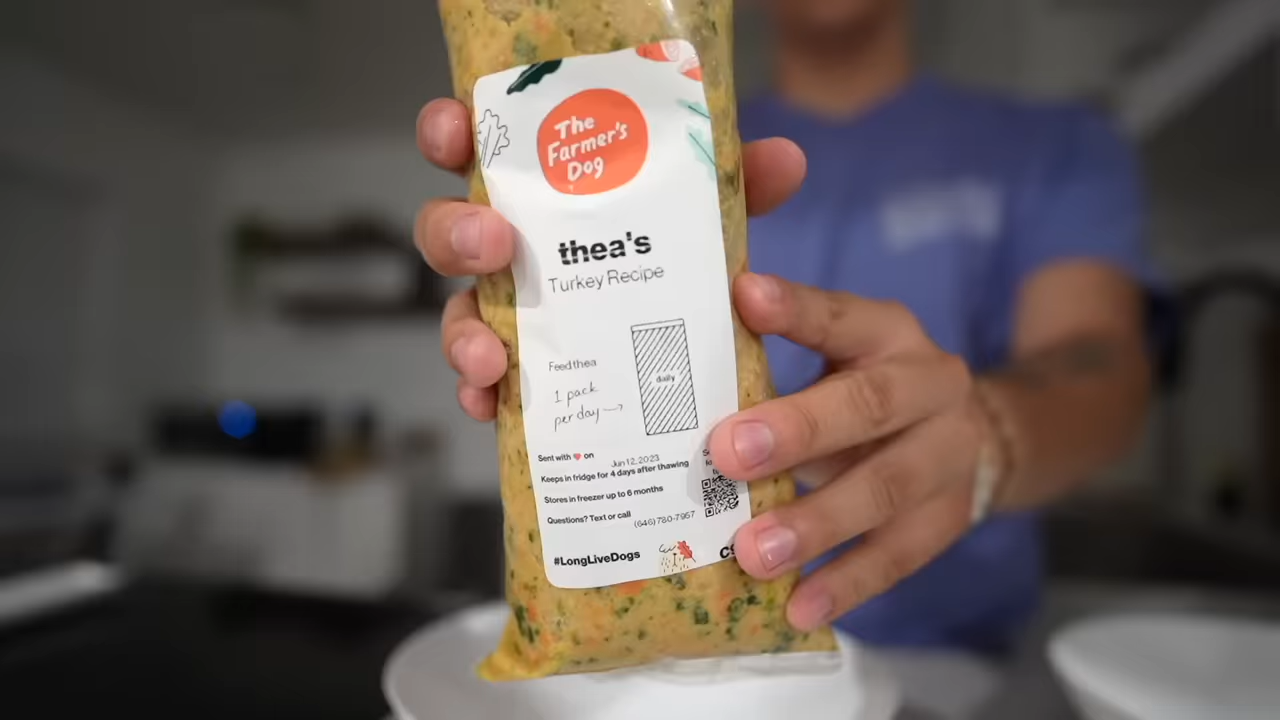 The
Farmer's
Dog
thea's
Turkey Recipe
Feed thea
1 pack
per day
daily
Sent with ❤ on Jun 12, 2023
Keeps in fridge for 4 days after thawing
Stores in freezer up to 6 months
Questions? Text or call (646) 780-7957
#LongLiveDogs